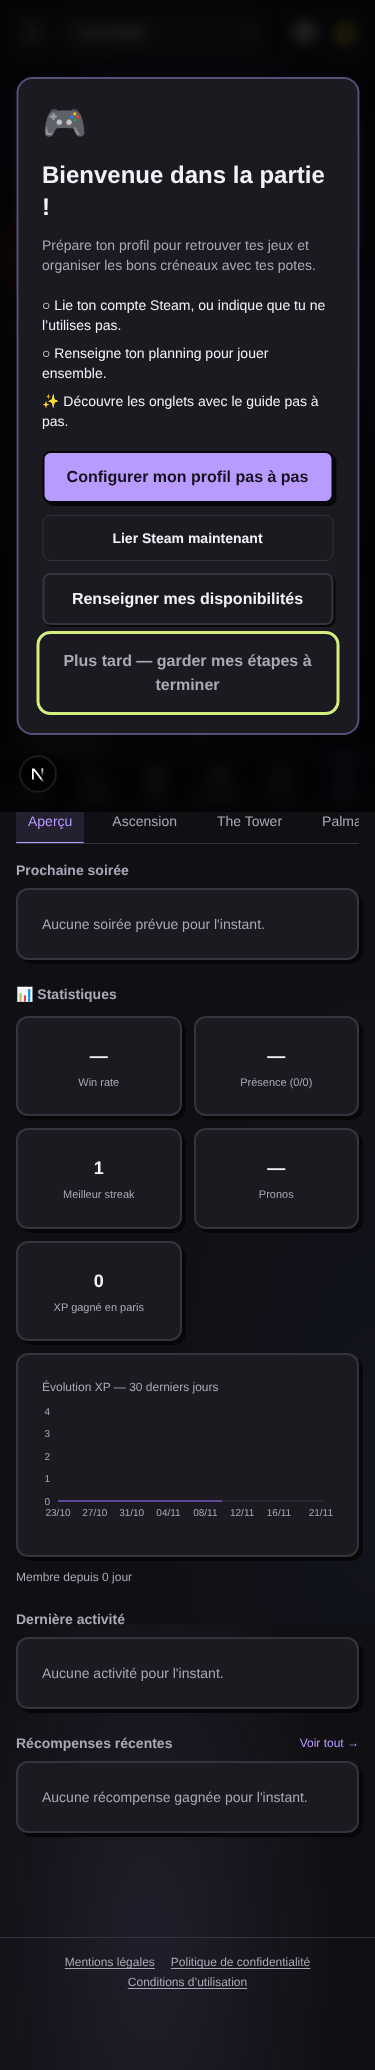 Bienvenue dans la partie
!
Prépare ton profil pour retrouver tes jeux et
organiser les bons créneaux avec tes potes.
○ Lie ton compte Steam, ou indique que tu ne
l’utilises pas.
○ Renseigne ton planning pour jouer
ensemble.
✨ Découvre les onglets avec le guide pas à
pas.
Configurer mon profil pas à pas
Lier Steam maintenant
Renseigner mes disponibilités
Plus tard — garder mes étapes à
terminer
N
Aperçu Ascension The Tower Palma
Prochaine soirée
Aucune soirée prévue pour l'instant.
📊 Statistiques
— —
Win rate Présence (0/0)
1 —
Meilleur streak Pronos
0
XP gagné en paris
Évolution XP — 30 derniers jours
4
3
2
1
0
23/10 27/10 31/10 04/11 08/11 12/11 16/11 21/11
Membre depuis 0 jour
Dernière activité
Aucune activité pour l'instant.
Récompenses récentes Voir tout →
Aucune récompense gagnée pour l'instant.
Mentions légales Politique de confidentialité
Conditions d’utilisation